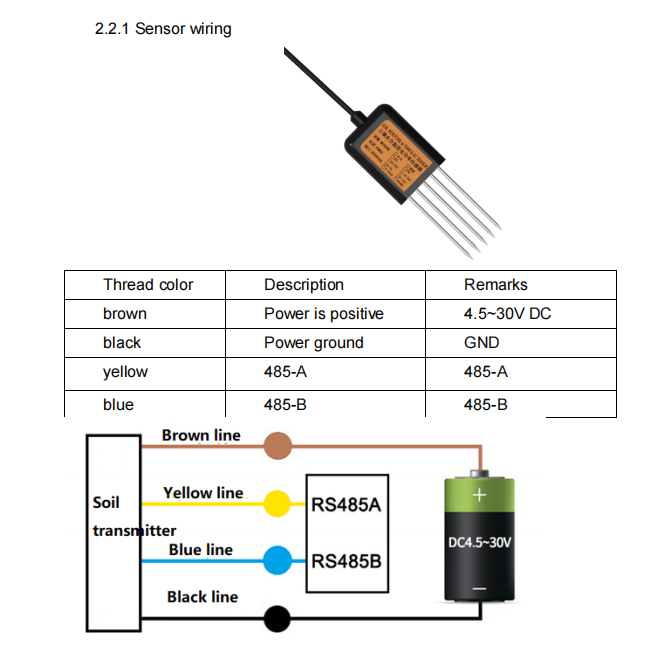 2.2.1 Sensor wiring
Thread color Description Remarks
brown Power is positive 4.5~30V DC
black Power ground GND
yellow 485-A 485-A
blue 485-B 485-B
Brown line
Yellow line
Soil
transmitter
RS485A
Blue line
RS485B
Black line
+
DC4.5~30V
—